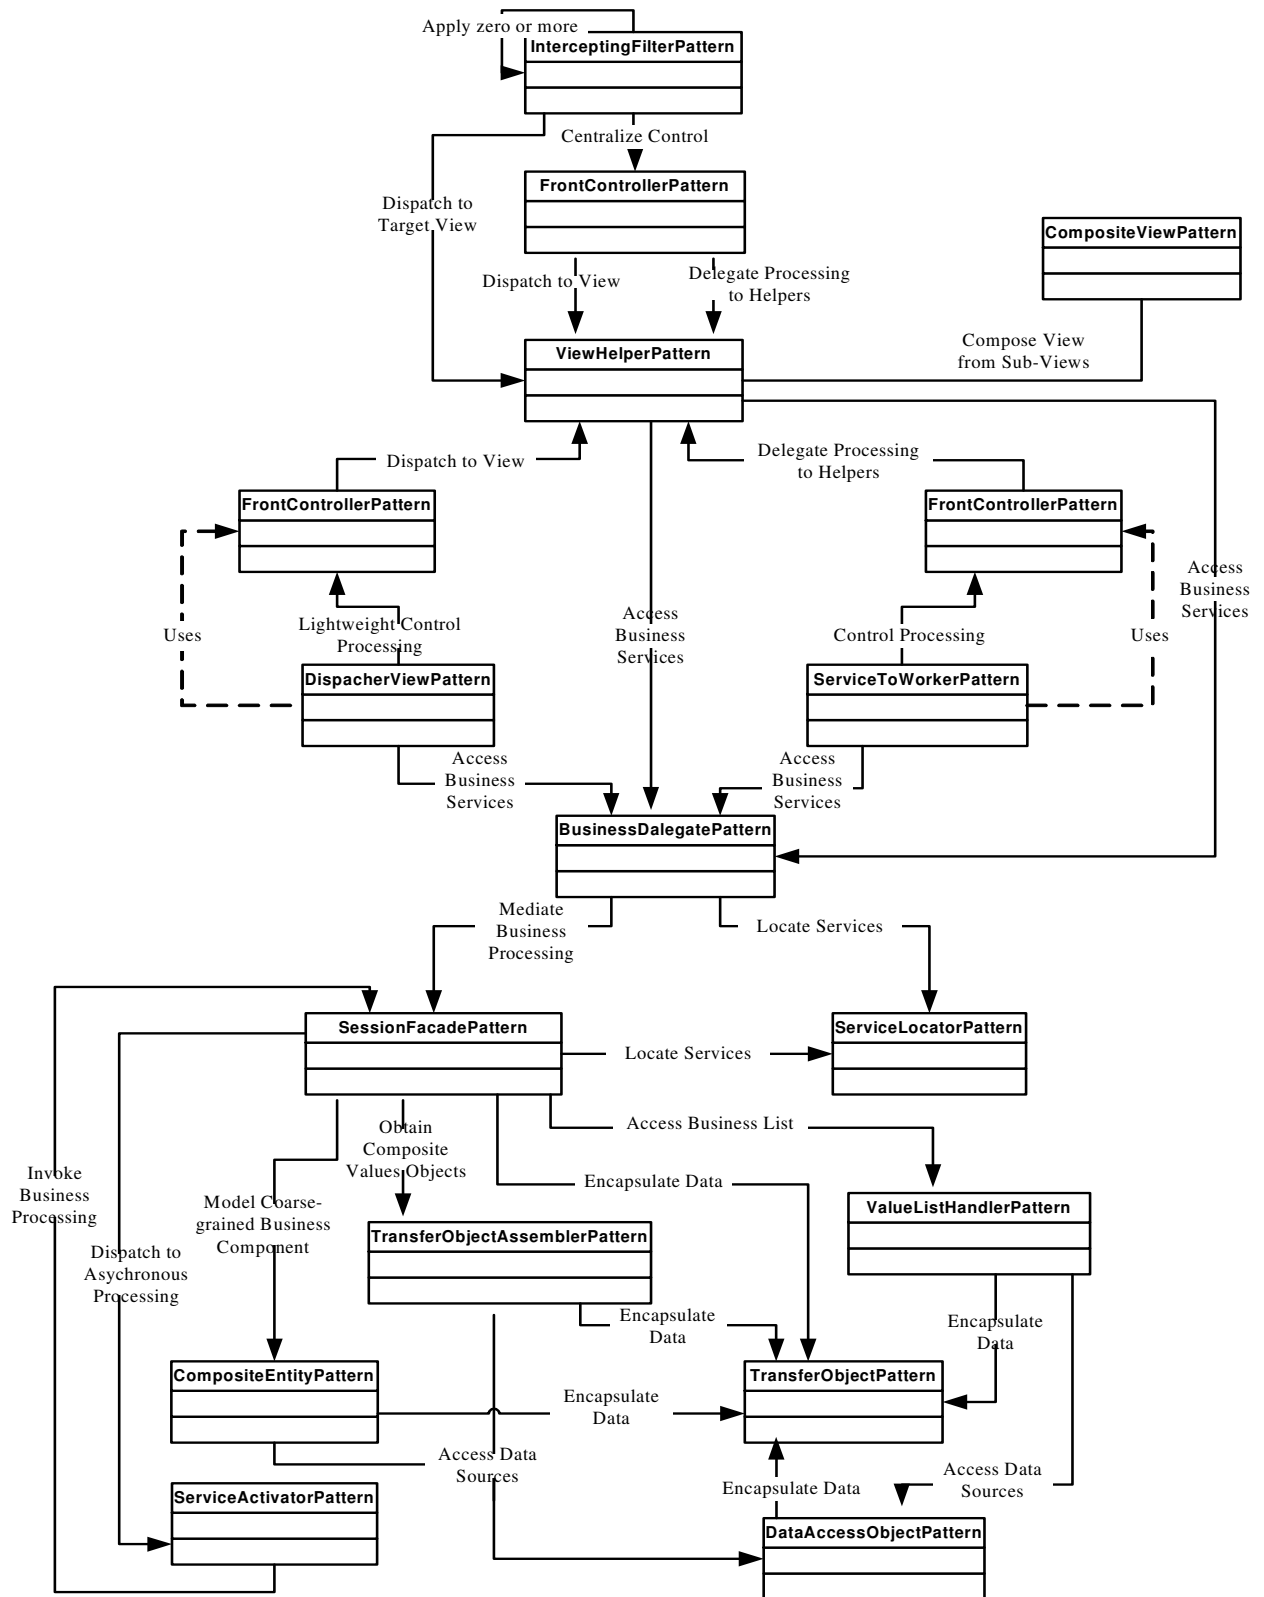 Apply zero or more
InterceptingFilterPattern
Centralize Control
FrontControllerPattern
Dispatch to
Target View
CompositeViewPattern
Dispatch to View
Delegate Processing
to Helpers
ViewHelperPattern
Compose View
from Sub-Views
Dispatch to View
Delegate Processing
to Helpers
FrontControllerPattern
FrontControllerPattern
Access
Business
Services
Uses
Lightweight Control
Processing
Access
Business
Services
Control Processing
Uses
DispacherViewPattern
ServiceToWorkerPattern
Access
Business
Services
Access
Business
Services
BusinessDalegatePattern
Mediate
Business
Processing
Locate Services
SessionFacadePattern
ServiceLocatorPattern
Locate Services
Obtain
Composite
Values Objects
Access Business List
Invoke
Business
Processing
Model Coarse-
grained Business
Component
Encapsulate Data
ValueListHandlerPattern
TransferObjectAssemblerPattern
Dispatch to
Asychronous
Processing
Encapsulate
Data
Encapsulate
Data
CompositeEntityPattern
TransferObjectPattern
Encapsulate
Data
Access Data
Sources
Access Data
Sources
Encapsulate Data
ServiceActivatorPattern
DataAccessObjectPattern